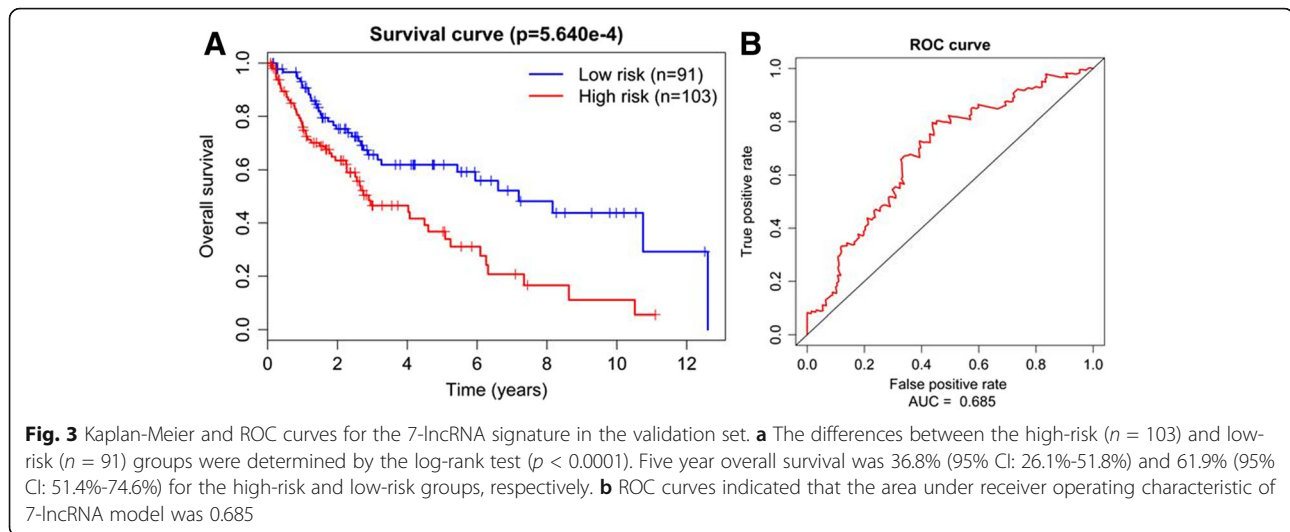 A
Survival curve (p=5.640e-4)
Low risk (n=91)
High risk (n=103)
Overall survival
1.0
0.8
0.6
0.4
0.2
0.0
0 2 4 6 8 10 12
Time (years)
B
ROC curve
True positive rate
1.0
0.8
0.6
0.4
0.2
0.0
0.0 0.2 0.4 0.6 0.8 1.0
False positive rate
AUC = 0.685
Fig. 3 Kaplan-Meier and ROC curves for the 7-lncRNA signature in the validation set. a The differences between the high-risk (n = 103) and low-
risk (n = 91) groups were determined by the log-rank test (p < 0.0001). Five year overall survival was 36.8% (95% CI: 26.1%-51.8%) and 61.9% (95%
CI: 51.4%-74.6%) for the high-risk and low-risk groups, respectively. b ROC curves indicated that the area under receiver operating characteristic of
7-lncRNA model was 0.685